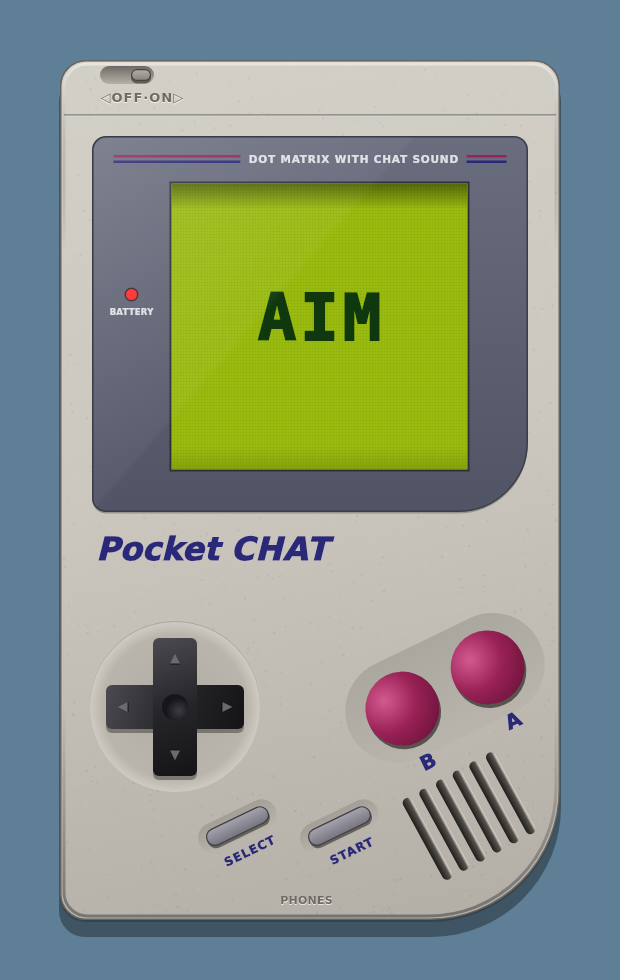 ◁OFF·ON▷
DOT MATRIX WITH CHAT SOUND
AIM
BATTERY
Pocket CHAT
A
B
SELECT
START
PHONES